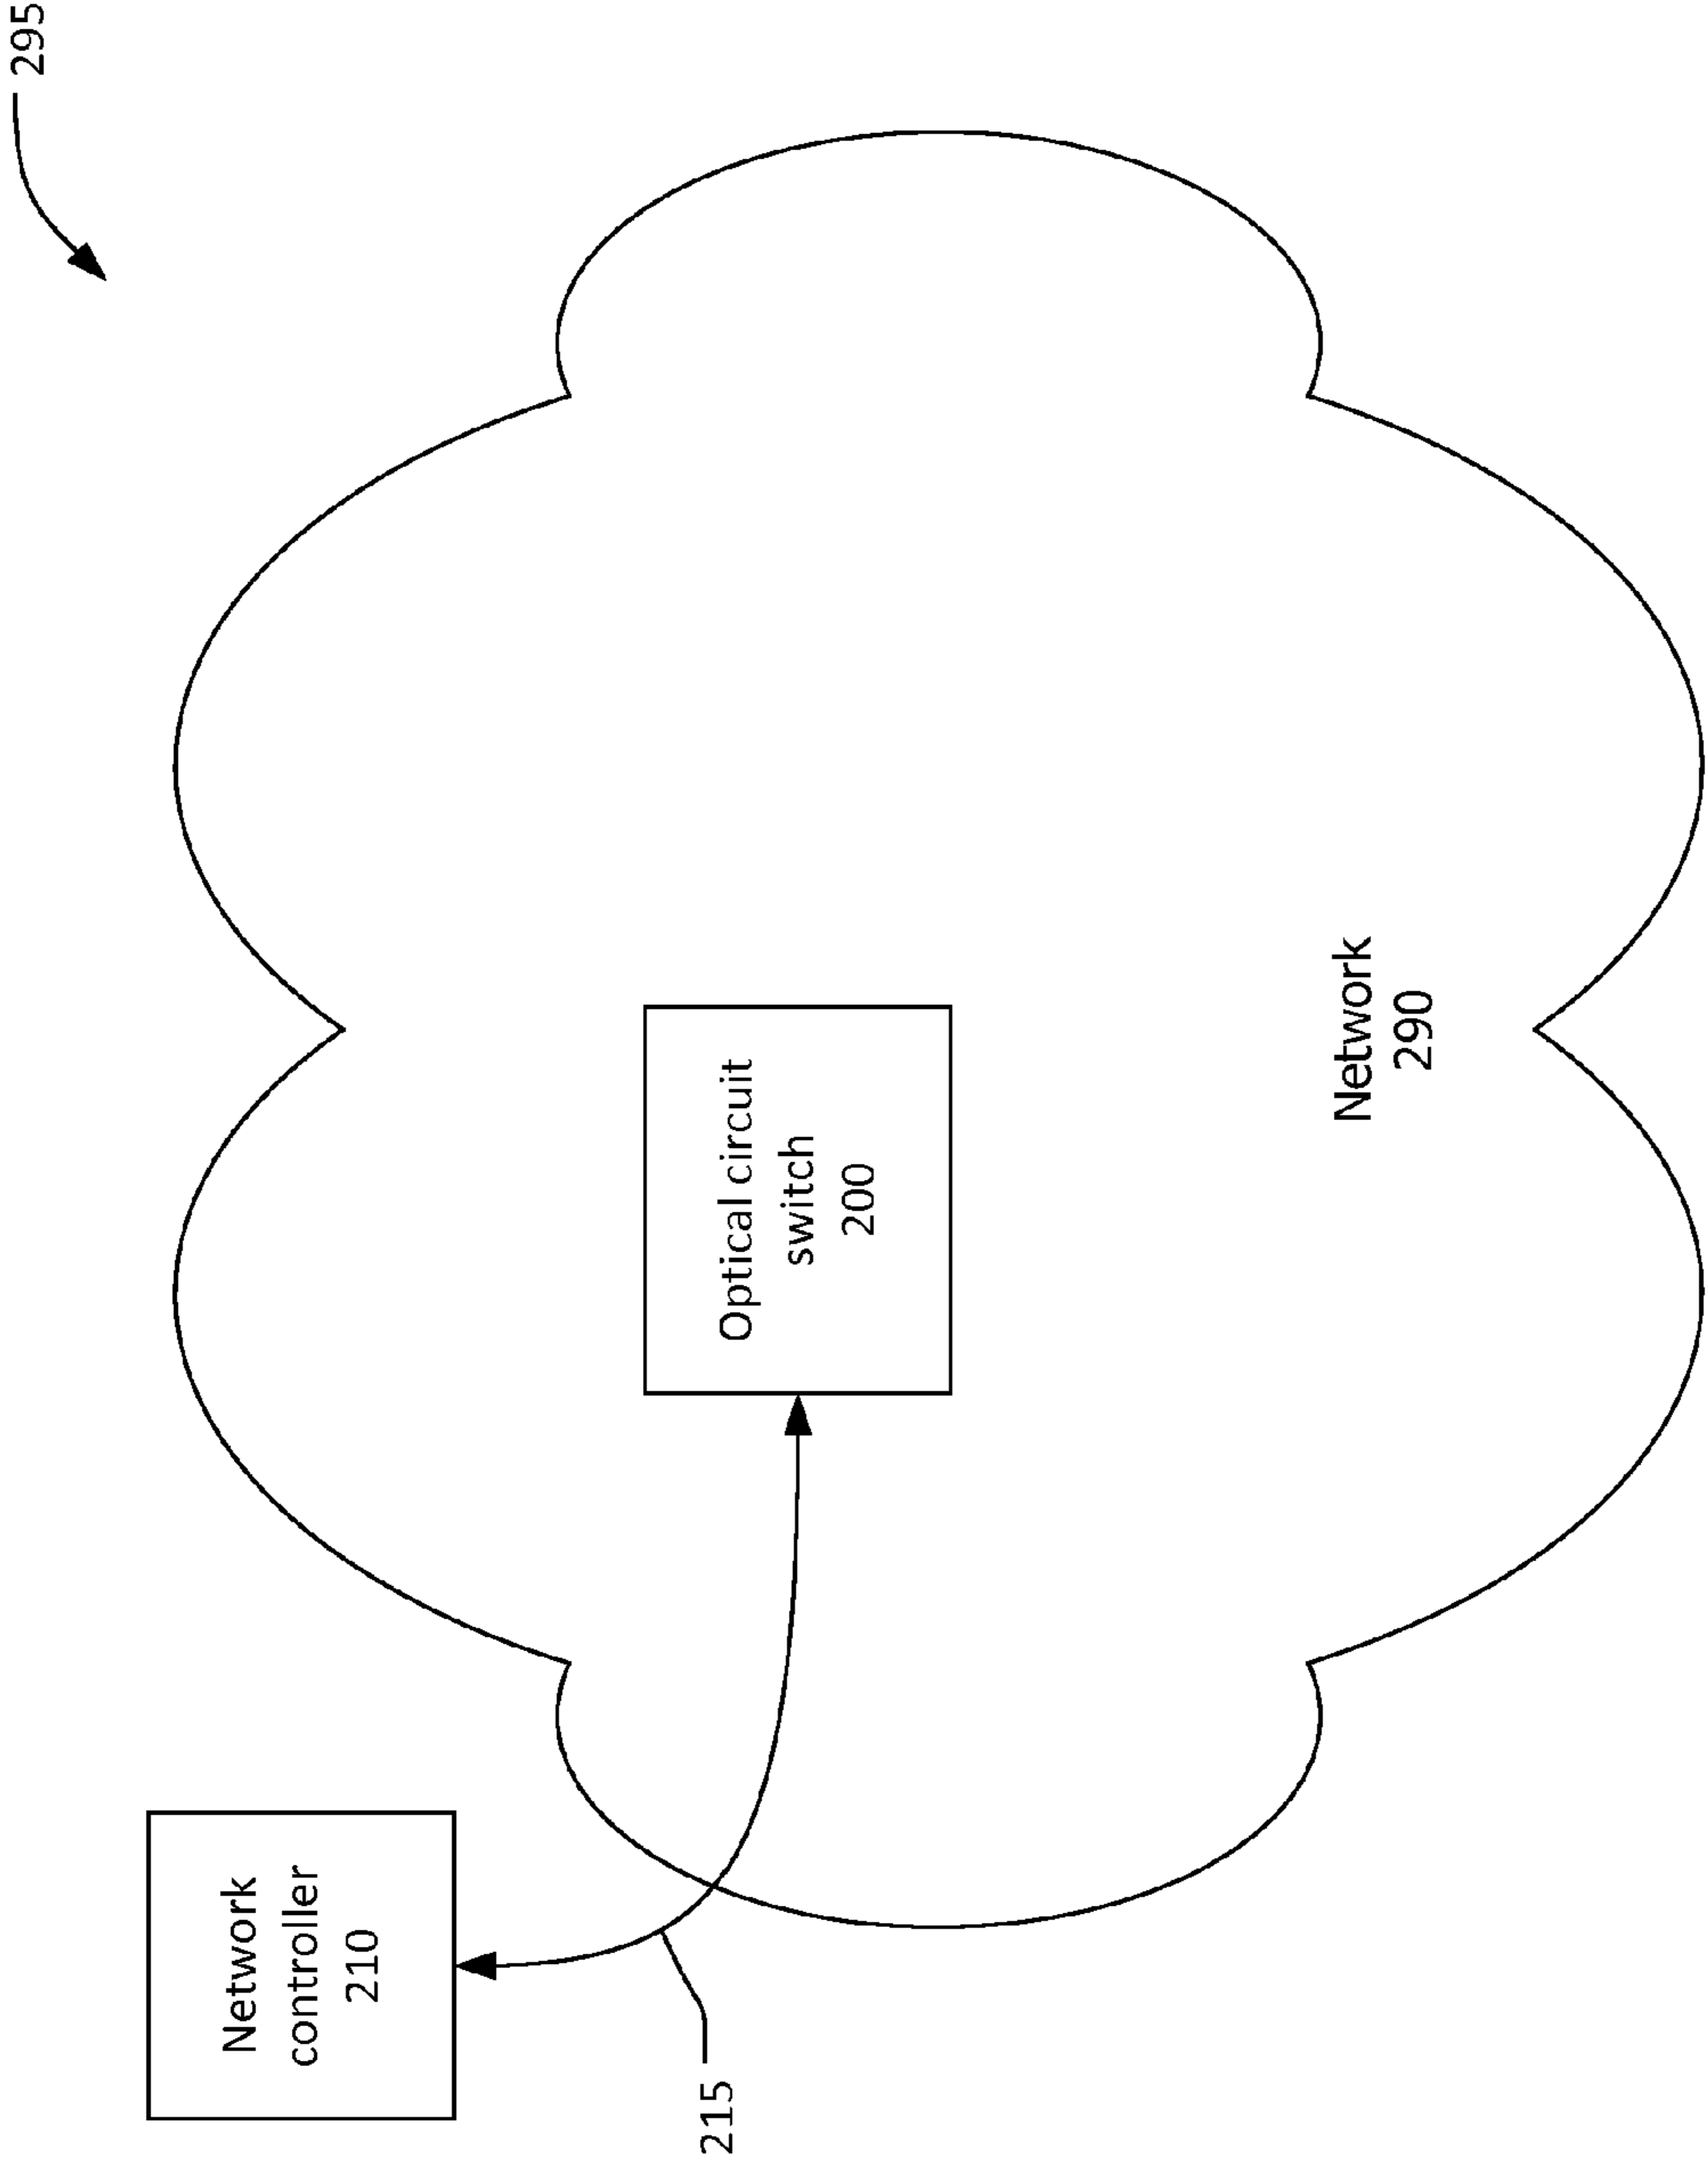 295
Network
controller
210
215
Optical circuit
switch
200
Network
290